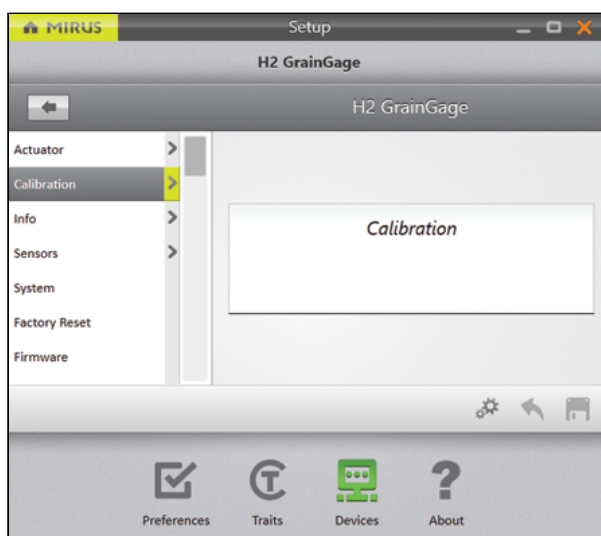 MIRUS
Setup
H2 GrainGage
H2 GrainGage
Actuator
Calibration
Info
Sensors
System
Factory Reset
Firmware
Calibration
Preferences
Traits
Devices
About